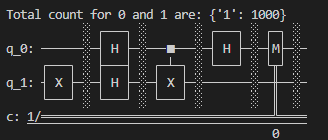 Total count for 0 and 1 are: {'1': 1000}
q_0: H H M
q_1: X H X
c: 1/
0